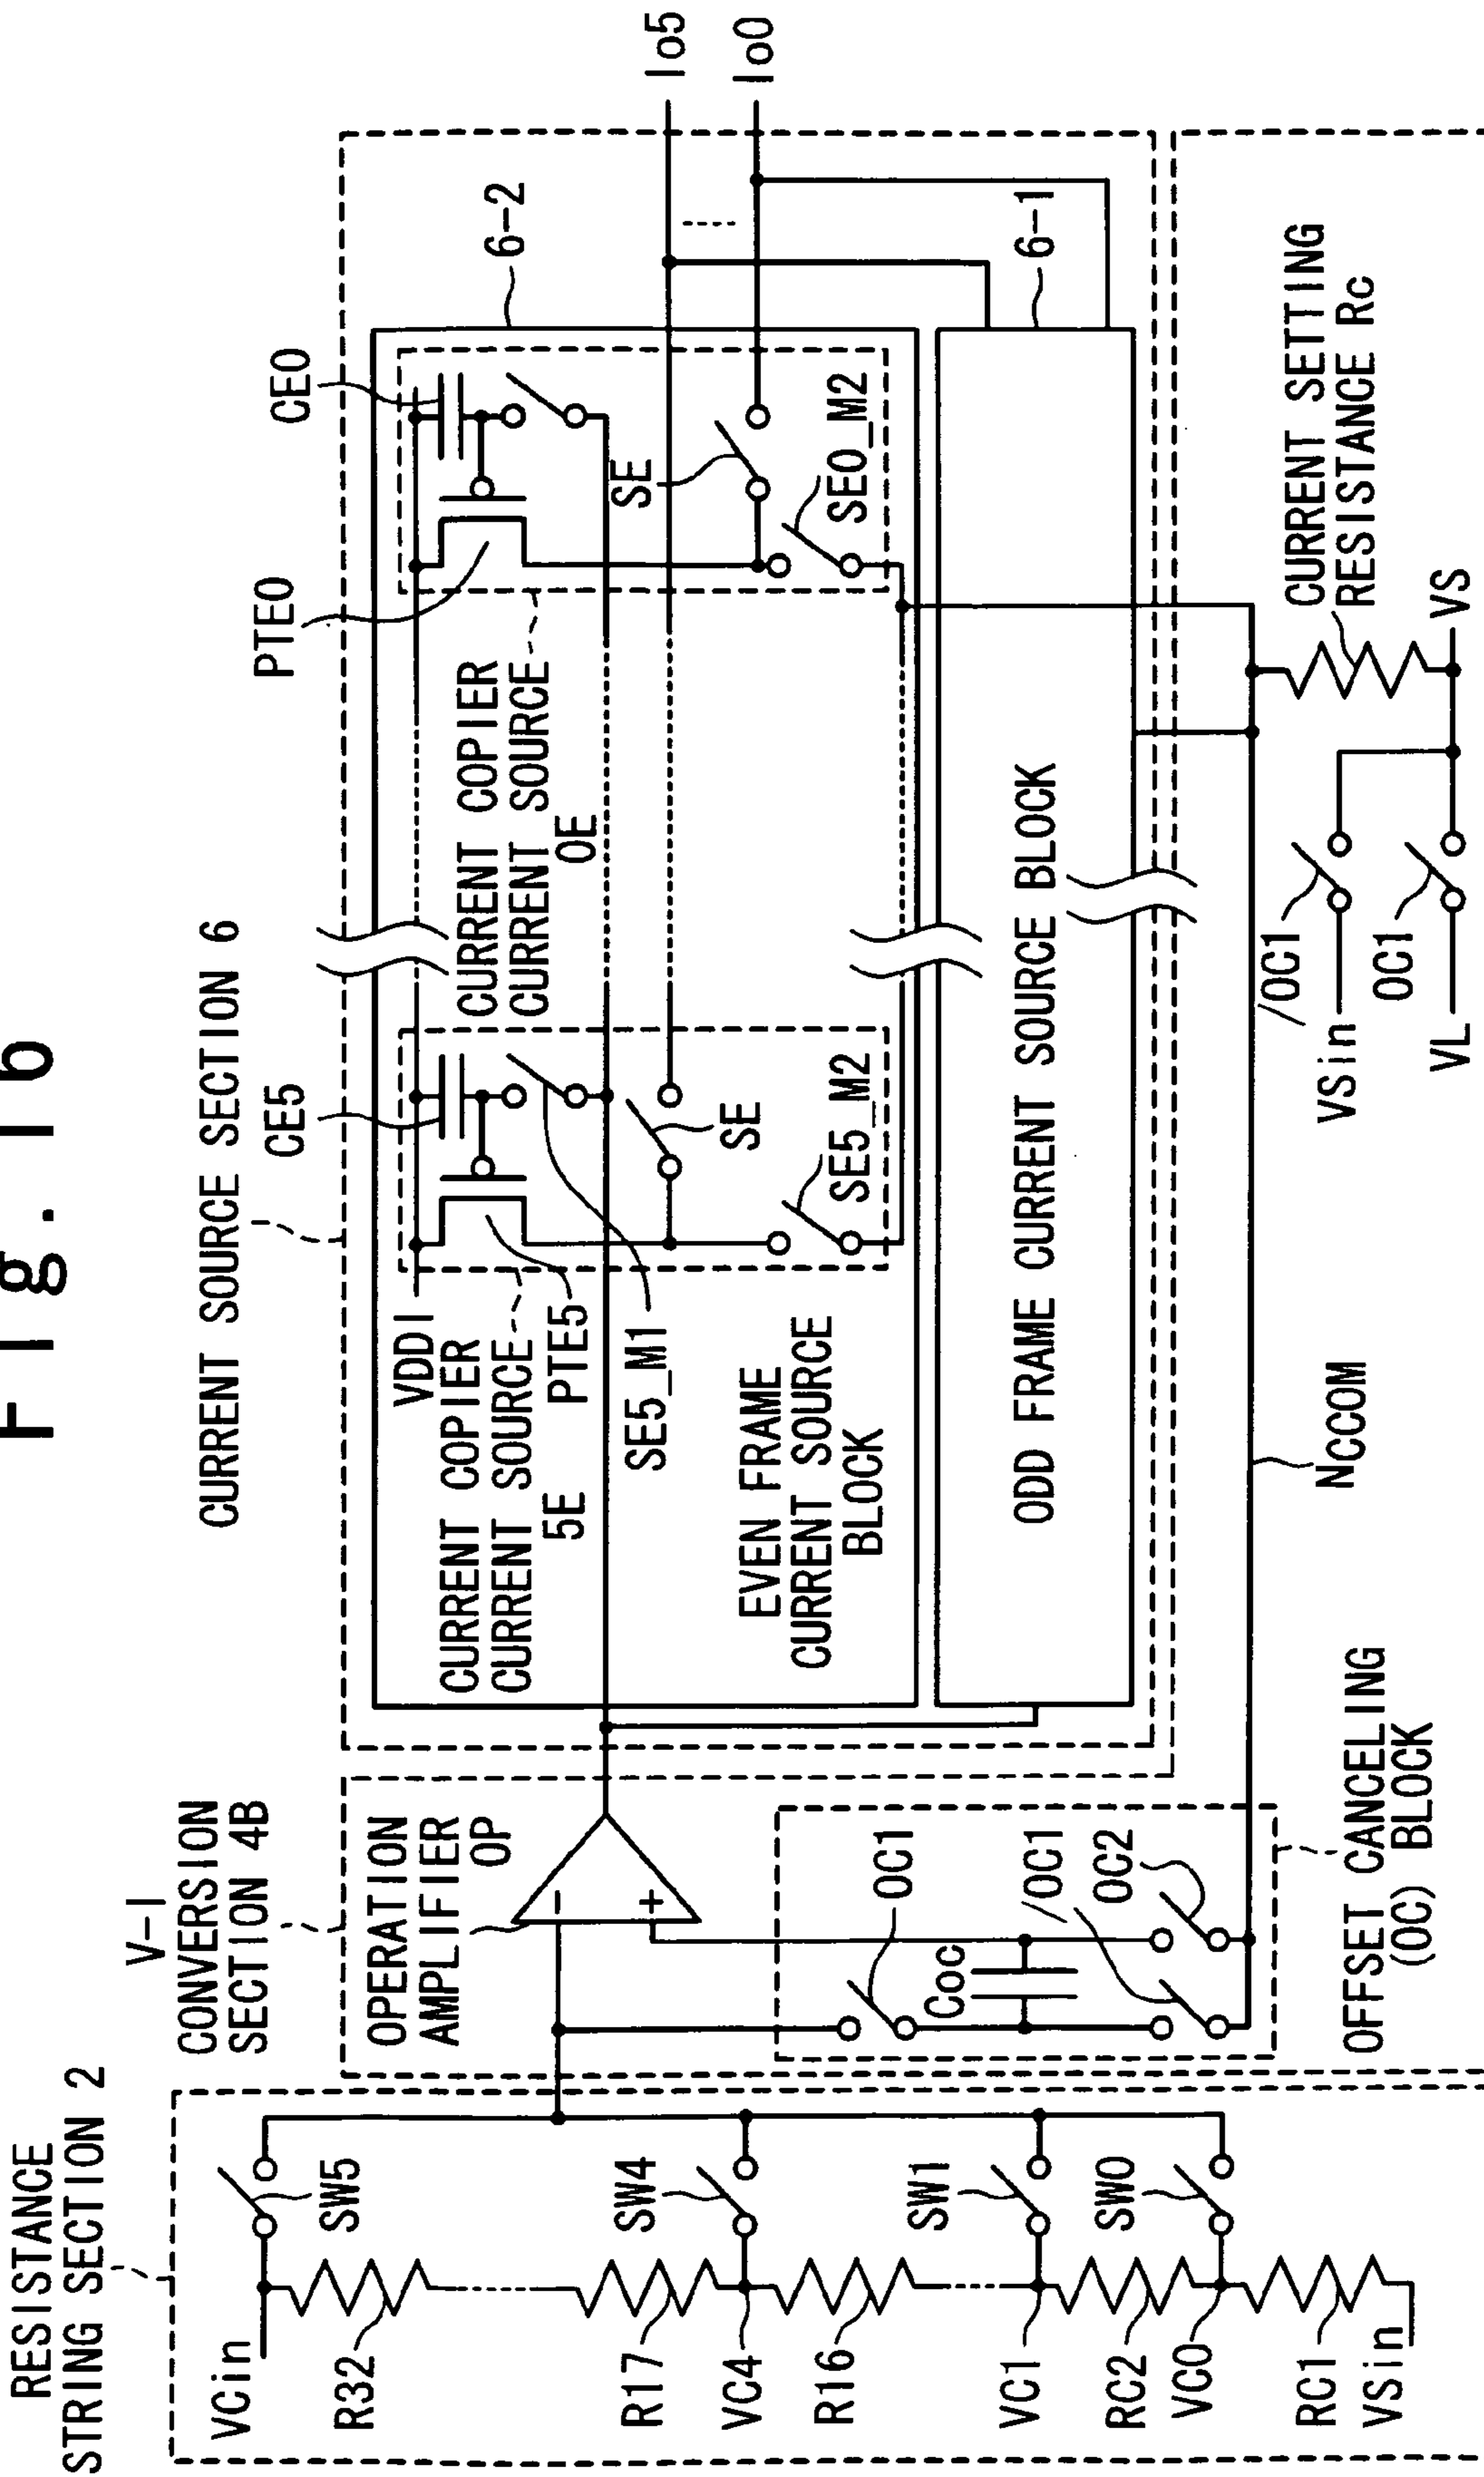 Fig. 16
RESISTANCE
STRING SECTION 2
VCin
R32
SW5
R17
VC4
SW4
R16
VC1
SW1
RC2
VC0
SW0
RC1
VSin
V-I
CONVERSION
SECTION 4B
OPERATION
AMPLIFIER
OP
−
+
OC1
Coc
OC1
OC2
OFFSET CANCELING
(OC) BLOCK
CURRENT SOURCE SECTION 6
CE5
VDDI
CURRENT COPIER
CURRENT SOURCE
5E
PTE5
SE5_M1
SE
SE5_M2
EVEN FRAME
CURRENT SOURCE
BLOCK
PTE0
CE0
CURRENT COPIER
CURRENT SOURCE
0E
SE
SE0_M2
6-2
Io5
Io0
ODD FRAME CURRENT SOURCE BLOCK
6-1
NCCOM
VSin
OC1
VL
OC1
CURRENT SETTING
RESISTANCE Rc
VS